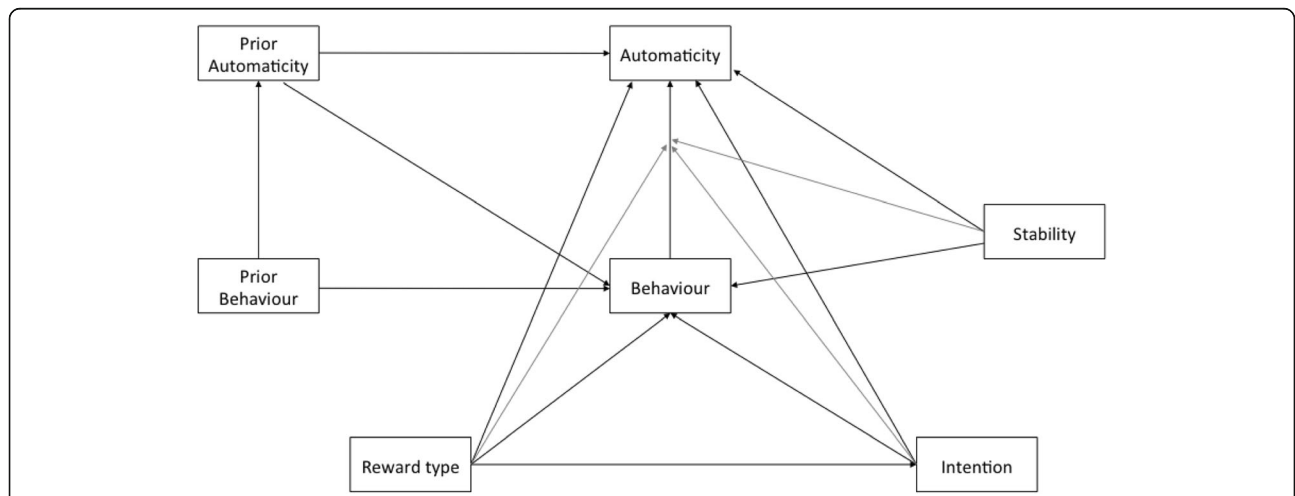 Prior
Automaticity
Automaticity
Stability
Prior
Behaviour
Behaviour
Reward type
Intention